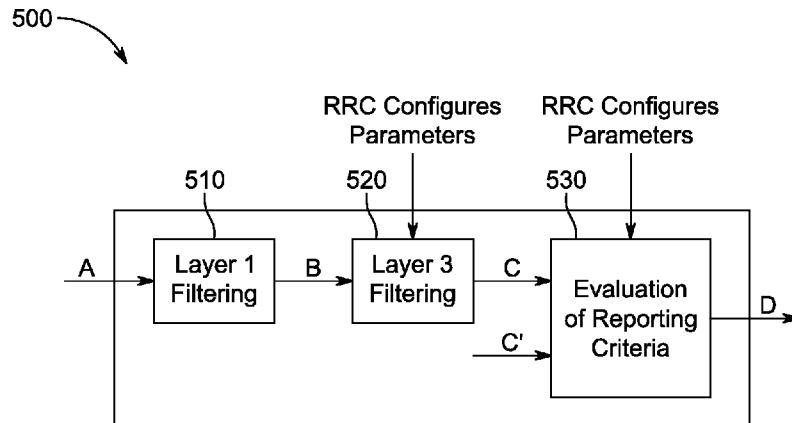 500
RRC Configures
Parameters
RRC Configures
Parameters
510
520
530
A
Layer 1
Filtering
B
Layer 3
Filtering
C
C'
Evaluation
of Reporting
Criteria
D